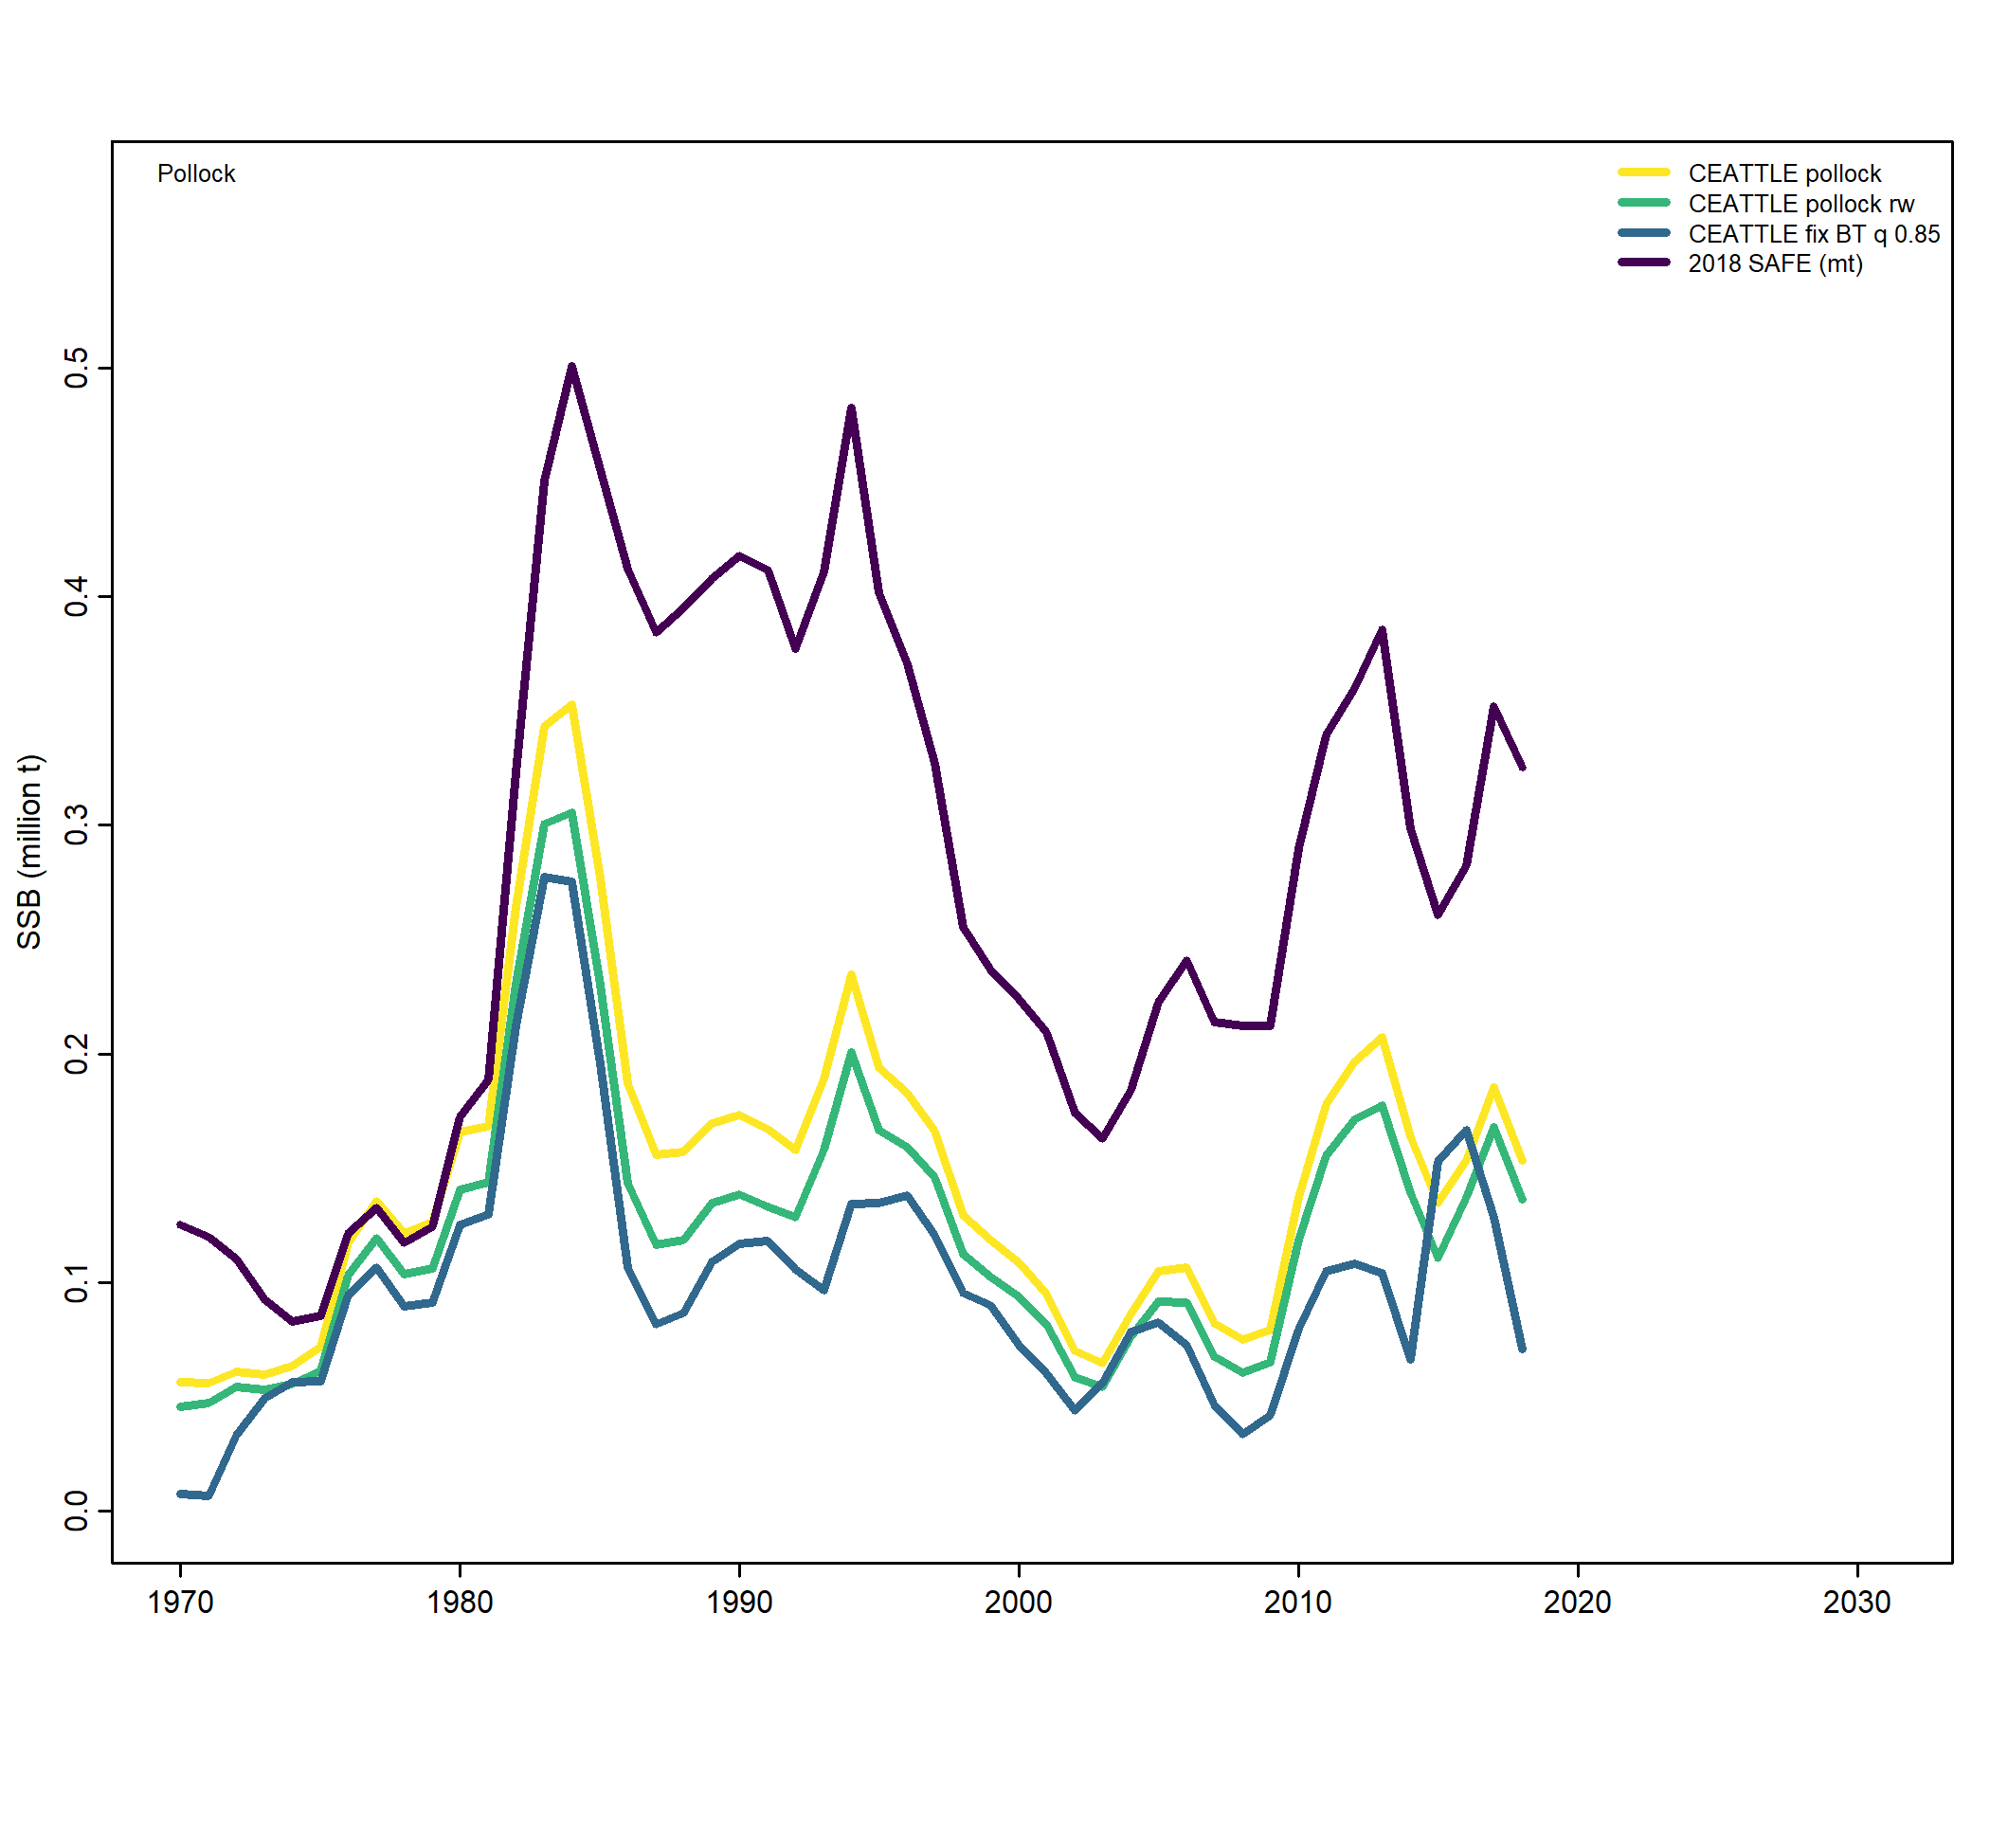 Pollock
CEATTLE pollock
CEATTLE pollock rw
CEATTLE fix BT q 0.85
2018 SAFE (mt)
SSB (million t)
0.5
0.4
0.3
0.2
0.1
0.0
1970 1980 1990 2000 2010 2020 2030